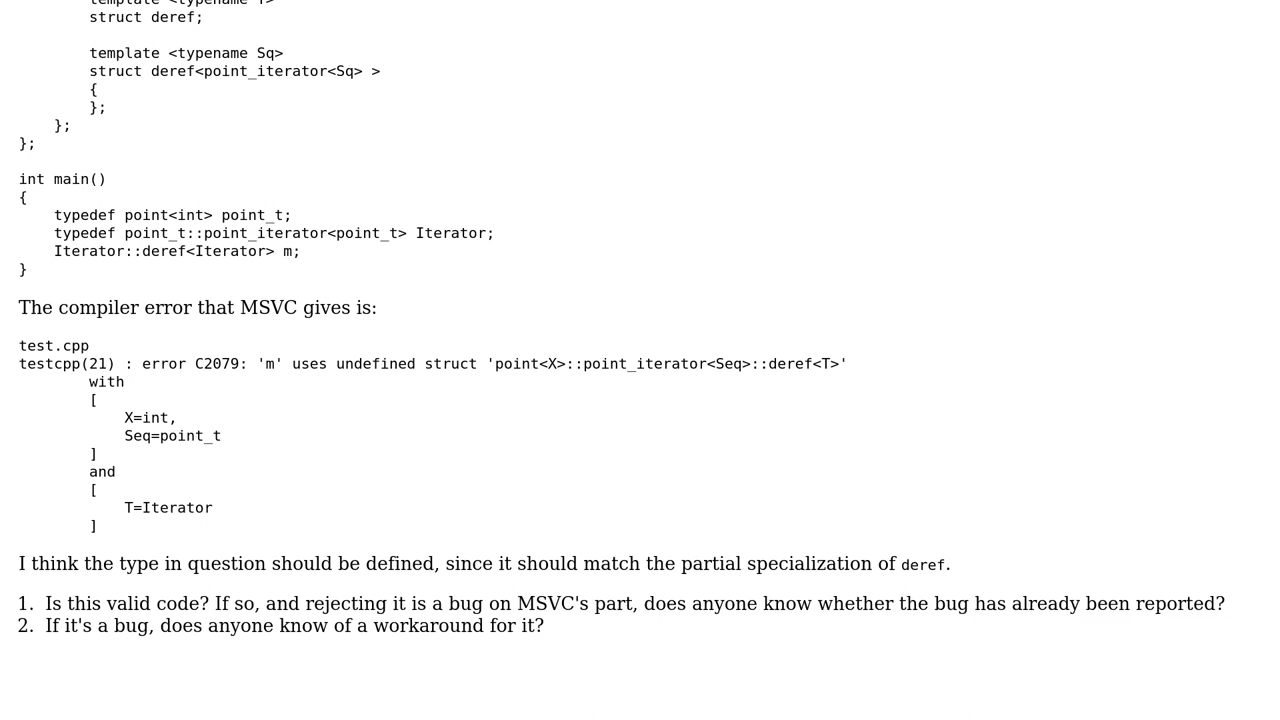 template <typename T>
struct deref;
template <typename Sq>
struct deref<point_iterator<Sq> >
{
};
};
};
int main()
{
typedef point<int> point_t;
typedef point_t::point_iterator<point_t> Iterator;
Iterator::deref<Iterator> m;
}
The compiler error that MSVC gives is:
test.cpp
testcpp(21) : error C2079: 'm' uses undefined struct 'point<X>::point_iterator<Seq>::deref<T>'
with
[
X=int,
Seq=point_t
]
and
[
T=Iterator
]
I think the type in question should be defined, since it should match the partial specialization of deref.
1. Is this valid code? If so, and rejecting it is a bug on MSVC's part, does anyone know whether the bug has already been reported?
2. If it's a bug, does anyone know of a workaround for it?